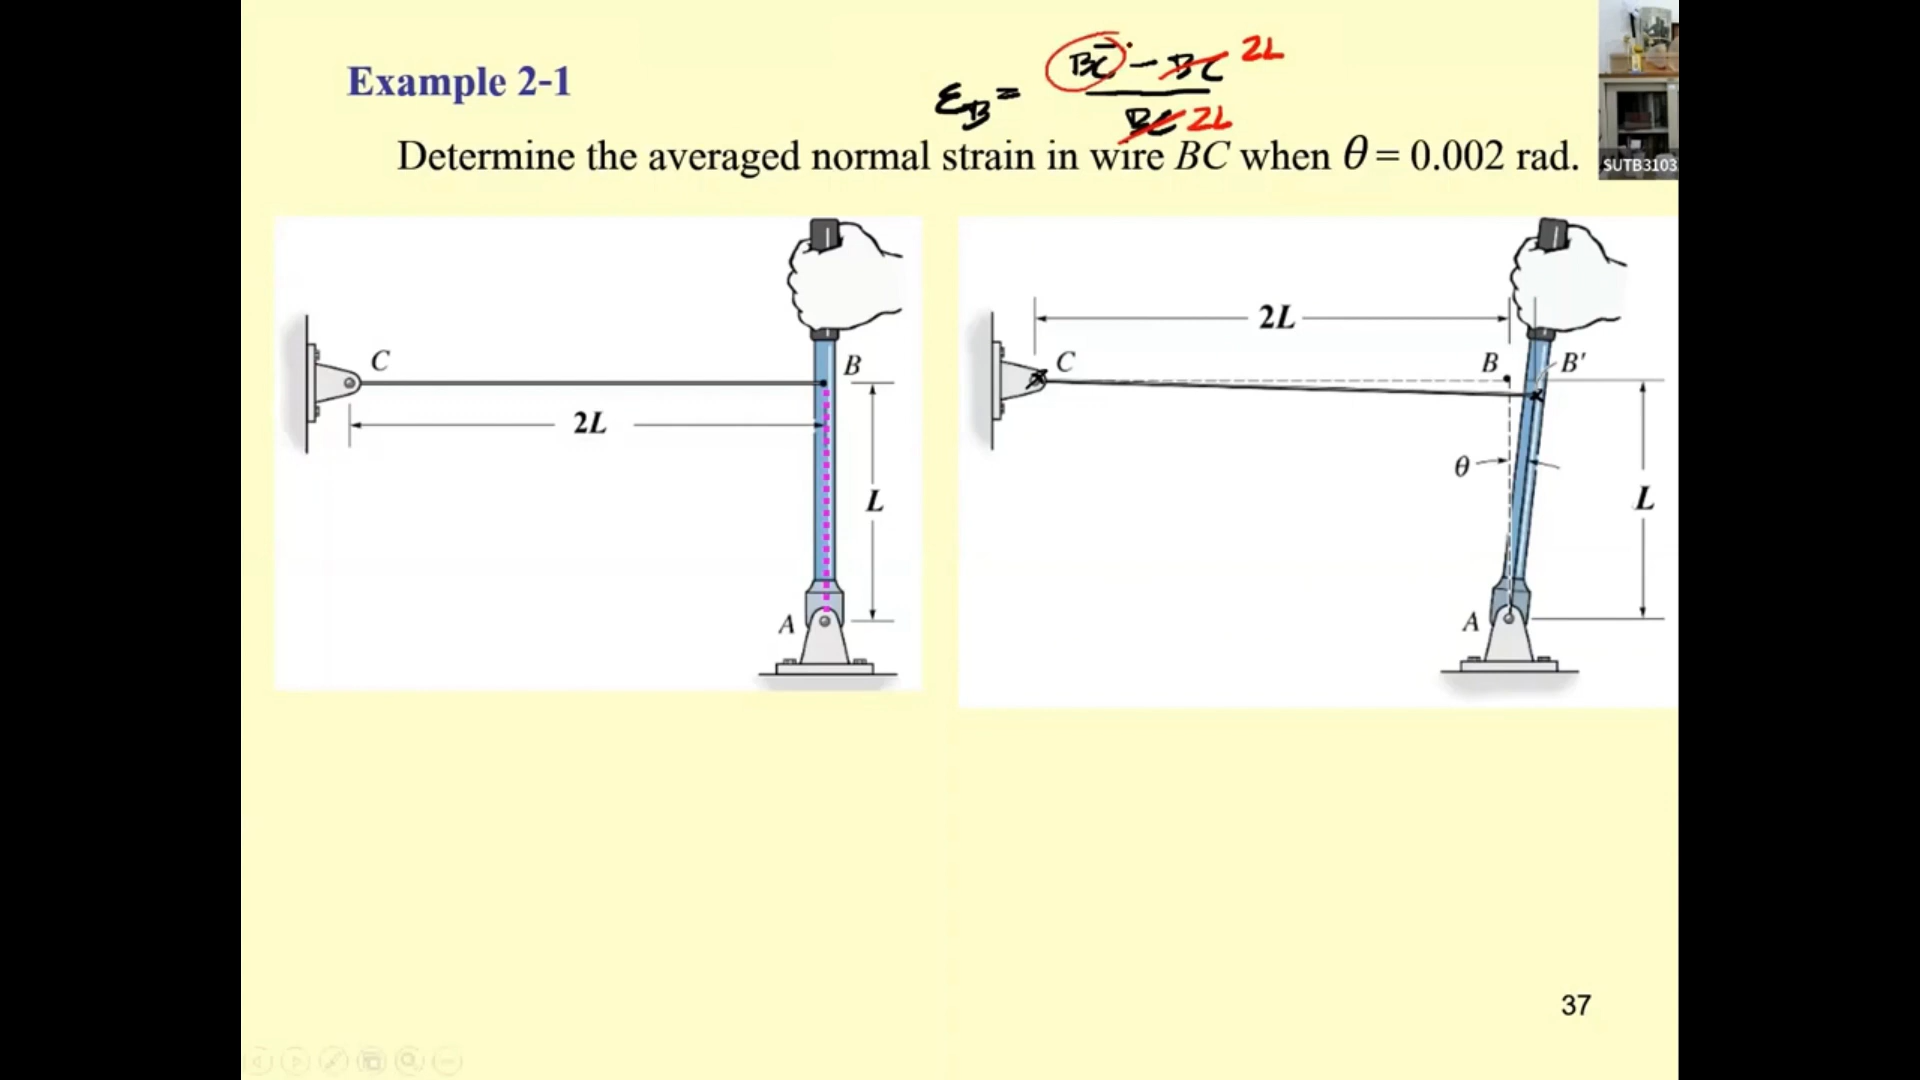 Example 2-1
ε_B = (B̅C̅ - BC 2L) / (BC 2L)
Determine the averaged normal strain in wire BC when θ = 0.002 rad.
SUTB3103
C
B
2L
L
A
2L
C
B
B'
θ
L
A
37